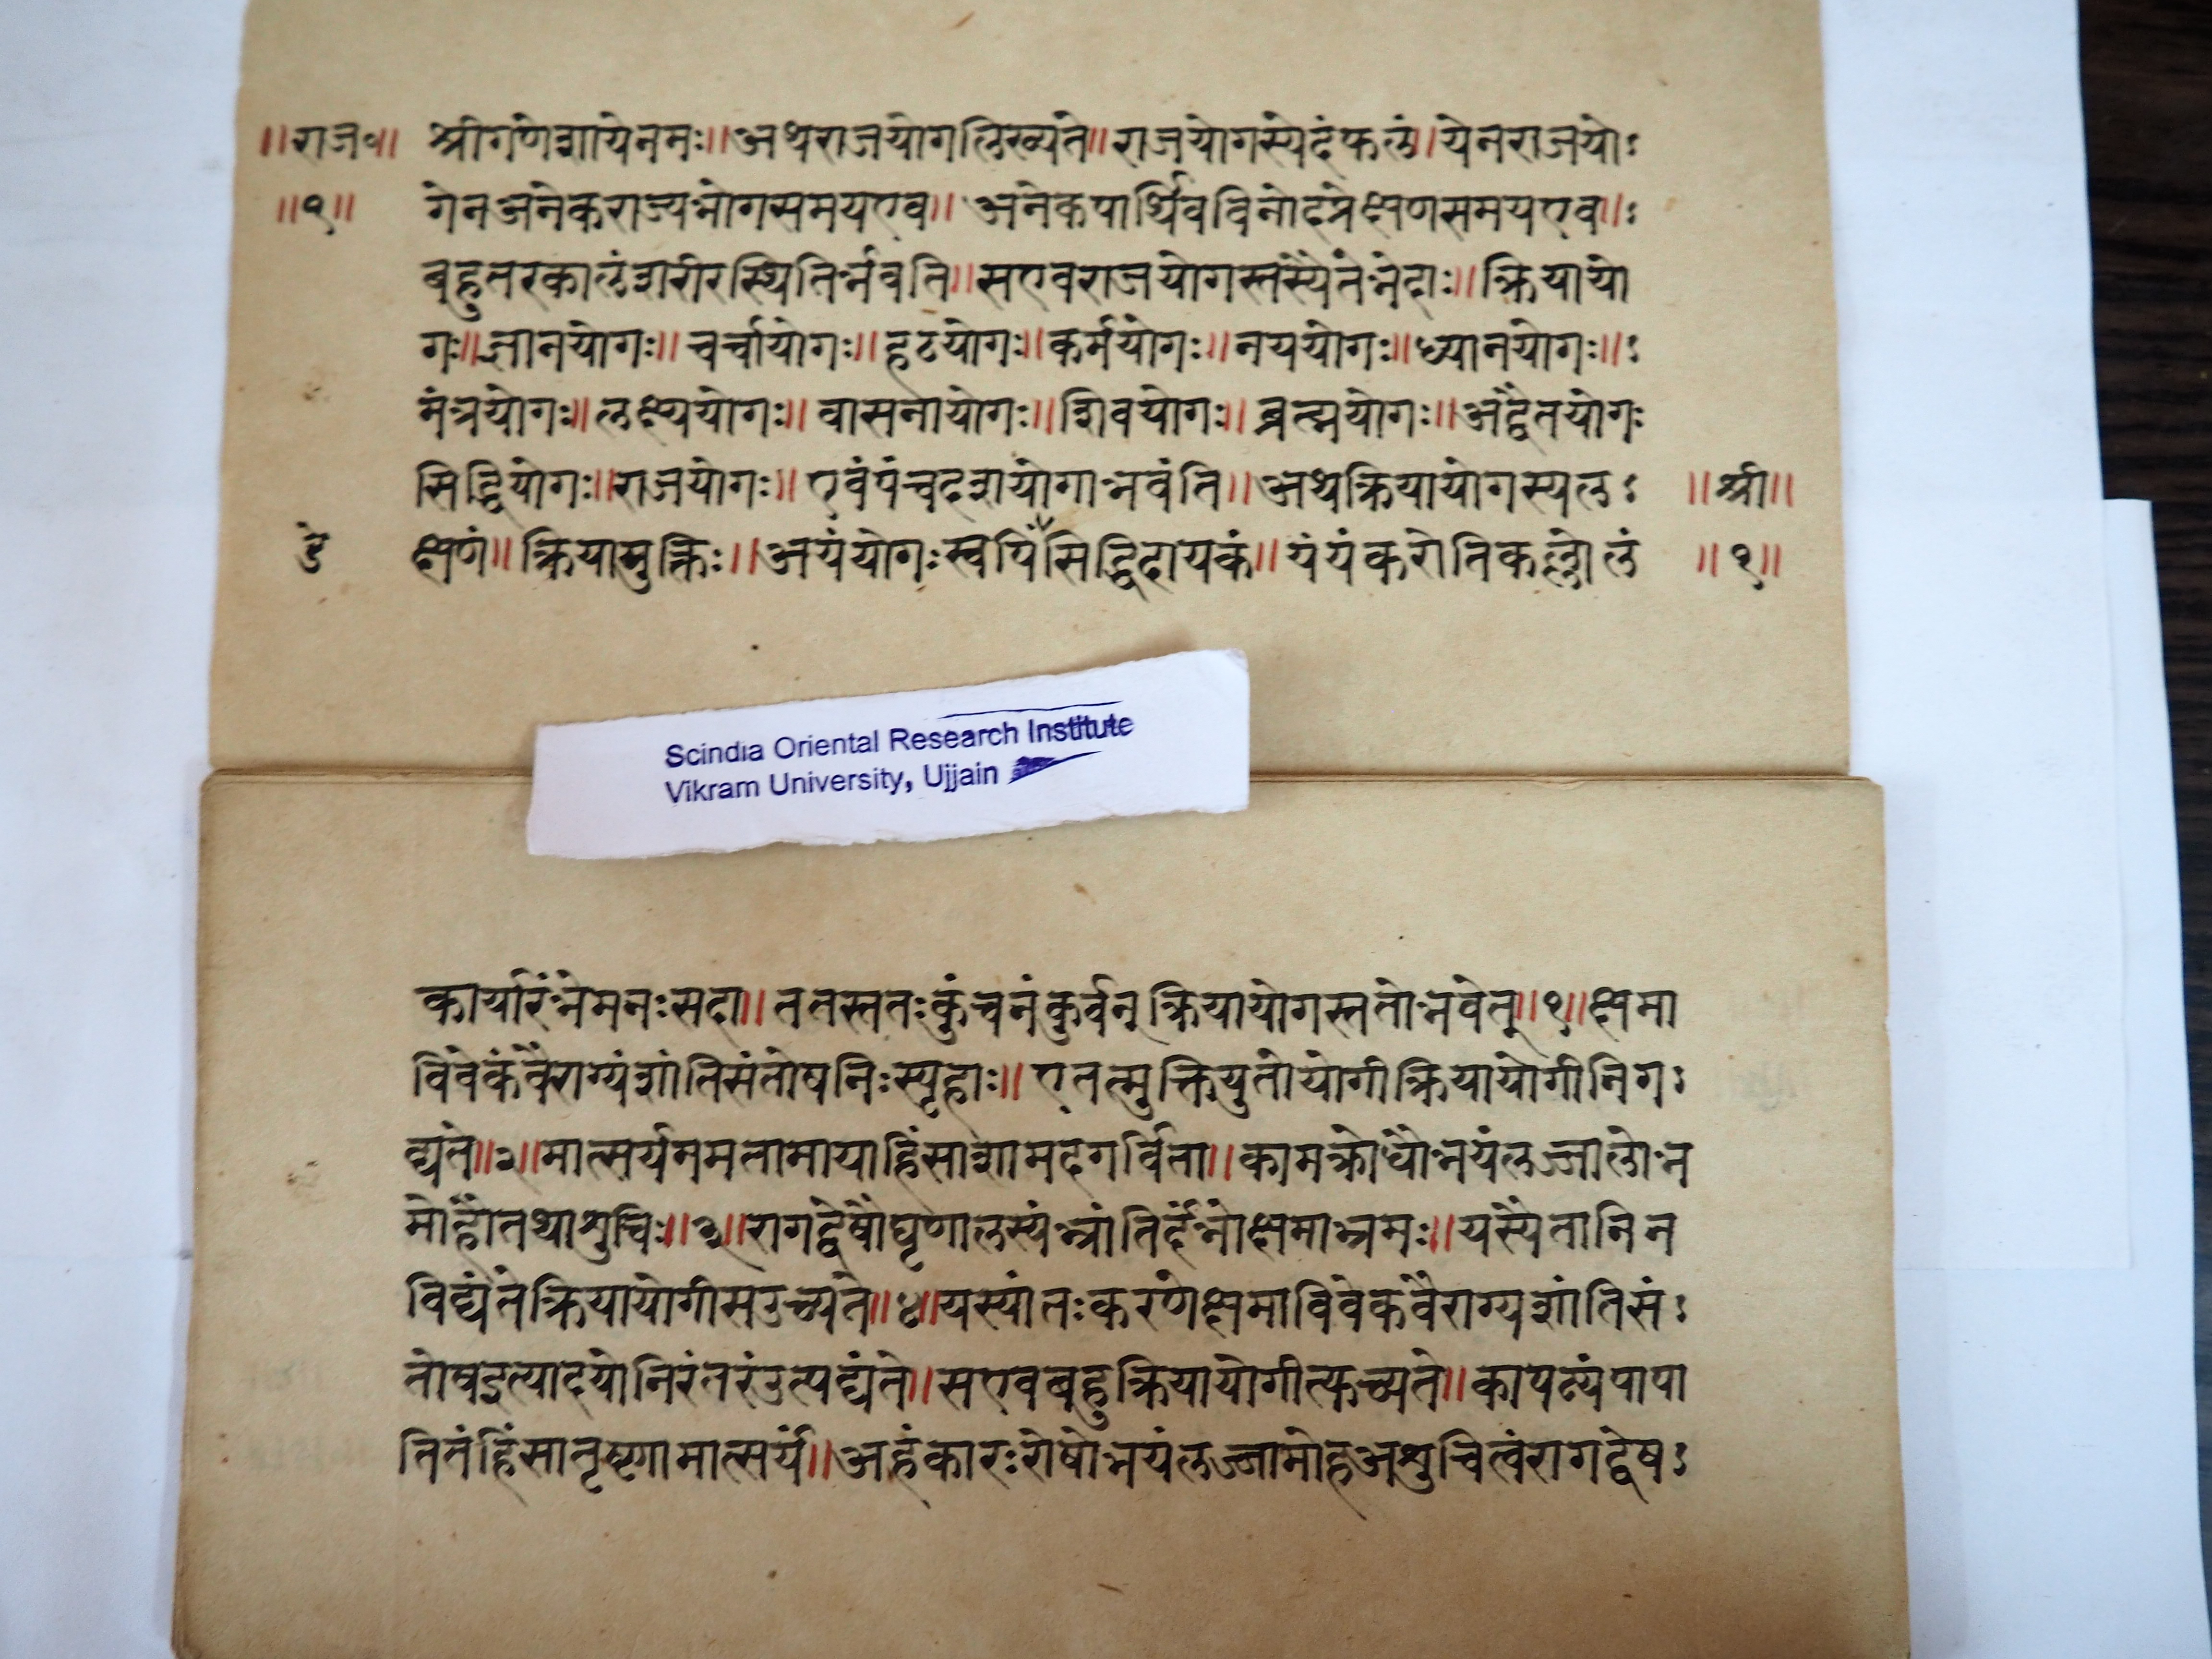 ॥राज॰॥ श्रीगणेशायेनमः॥अथराजयोगलिख्यते॥राजयोगस्येदंफलं॥येनराजयोः
॥१॥ गेनअनेकराज्यभोगसमयएव॥अनेकपार्थिवविनोदप्रेक्षणसमयएव॥ः
बहुतरकालंशरीरस्थितिर्भवति॥सएवराजयोगस्तस्यैतेभेदाः॥क्रियायो
गः॥ज्ञानयोगः॥चर्चायोगः॥हठयोगः॥कर्मयोगः॥नययोगः॥ध्यानयोगः॥ः
मंत्रयोगः॥लक्ष्ययोगः॥वासनायोगः॥शिवयोगः॥ब्रह्मयोगः॥अद्वैतयोगः
सिद्धियोगः॥राजयोगः॥एवंपंचदशयोगाभवंति॥अथक्रियायोगस्यलः ॥श्री॥
क्षणं॥क्रियामुक्तिः॥अयंयोगःस्वपिंसिद्धिदायकं॥यंयंकरोतिकल्लोलं ॥१॥
Scindia Oriental Research Institute
Vikram University, Ujjain
कार्यारंभेमनःसदा॥ततस्ततःकुंचनंकुर्वन्क्रियायोगस्ततोभवेत्॥१॥क्षमा
विवेकंवैराग्यंशांतिसंतोषनिःस्पृहाः॥एतत्मुक्तियुतोयोगीक्रियायोगीनिगः
द्यते॥२॥मात्सर्यममतामायाहिंसाशामदगर्विता॥कामक्रोधौभयंलज्जालोभ
मोहौतथाशुचिः॥३॥रागद्वेषौघृणालस्यंभ्रांतिर्दंभोक्षमाभ्रमः॥यस्यैतानिन
विद्यंतेक्रियायोगीसउच्यते॥४॥यस्यांतःकरणेक्षमाविवेकवैराग्यशांतिसंः
तोषइत्यादयोनिरंतरंउत्पद्यंते॥सएवबहुक्रियायोगीत्कच्यते॥कापट्यंपापा
तितंहिंसातृष्णामात्सर्यं॥अहंकारःरोषोभयंलज्जामोहअशुचित्वंरागद्वेषः